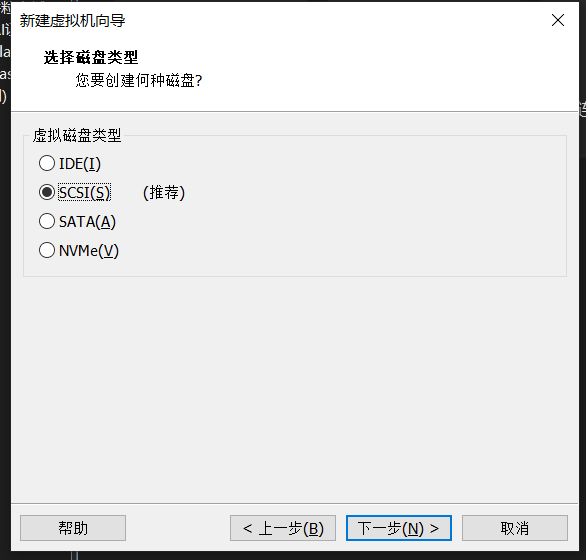 新建虚拟机向导
选择磁盘类型
您要创建何种磁盘?
虚拟磁盘类型
IDE(I)
SCSI(S) (推荐)
SATA(A)
NVMe(V)
帮助
< 上一步(B)
下一步(N) >
取消